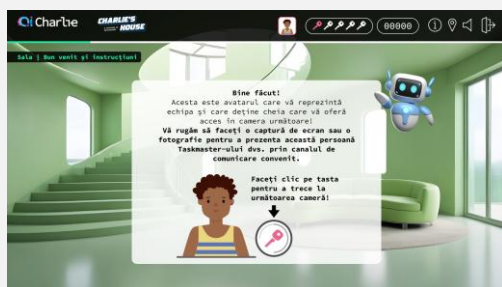 Qi Char1ie
CHARLIE'S
HOUSE
00000
Sala | Bun venit și instrucțiuni
Bine făcut!
Acesta este avatarul care vă reprezintă
echipa și care deține cheia care vă oferă
acces în camera următoare!
Vă rugăm să faceți o captură de ecran sau o
fotografie pentru a prezenta această persoană
Taskmaster-ului dvs. prin canalul de
comunicare convenit.
Faceți clic pe tasta
pentru a trece la
următoarea cameră!